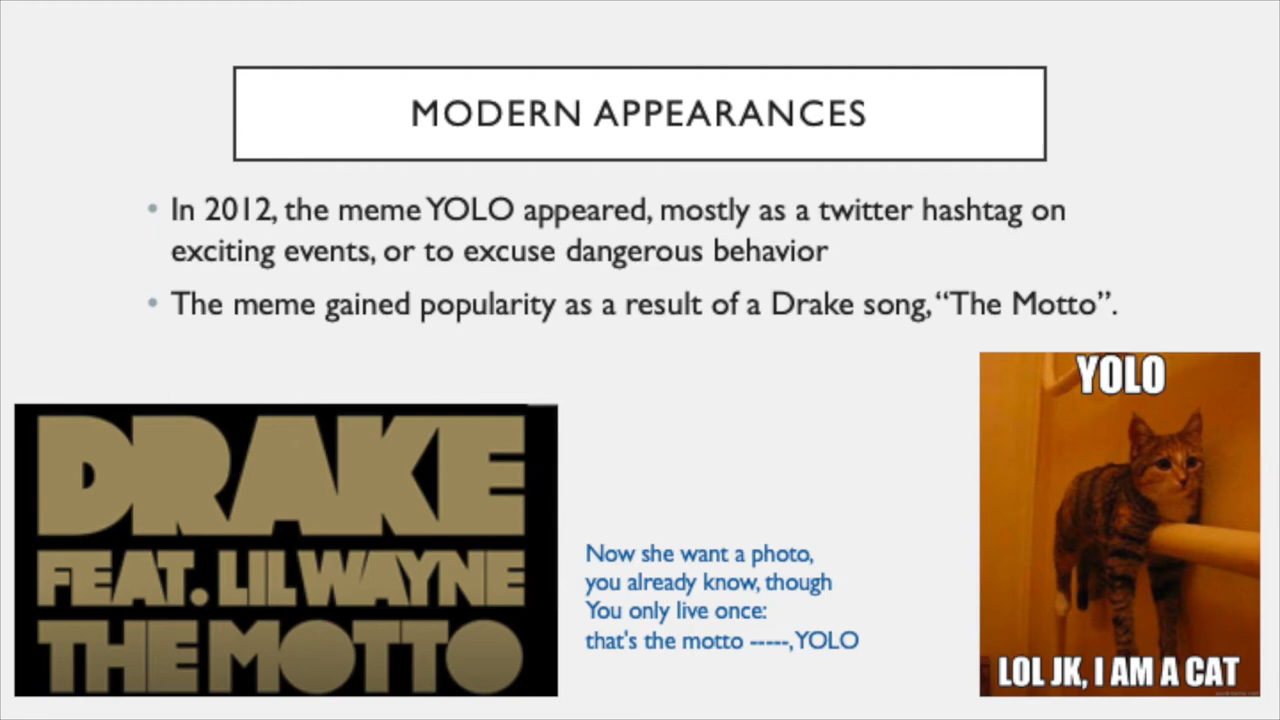 MODERN APPEARANCES
• In 2012, the meme YOLO appeared, mostly as a twitter hashtag on
exciting events, or to excuse dangerous behavior
• The meme gained popularity as a result of a Drake song, “The Motto”.
DRAKE
FEAT. LIL WAYNE
THE MOTTO
Now she want a photo,
you already know, though
You only live once:
that's the motto -----, YOLO
YOLO
LOL JK, I AM A CAT